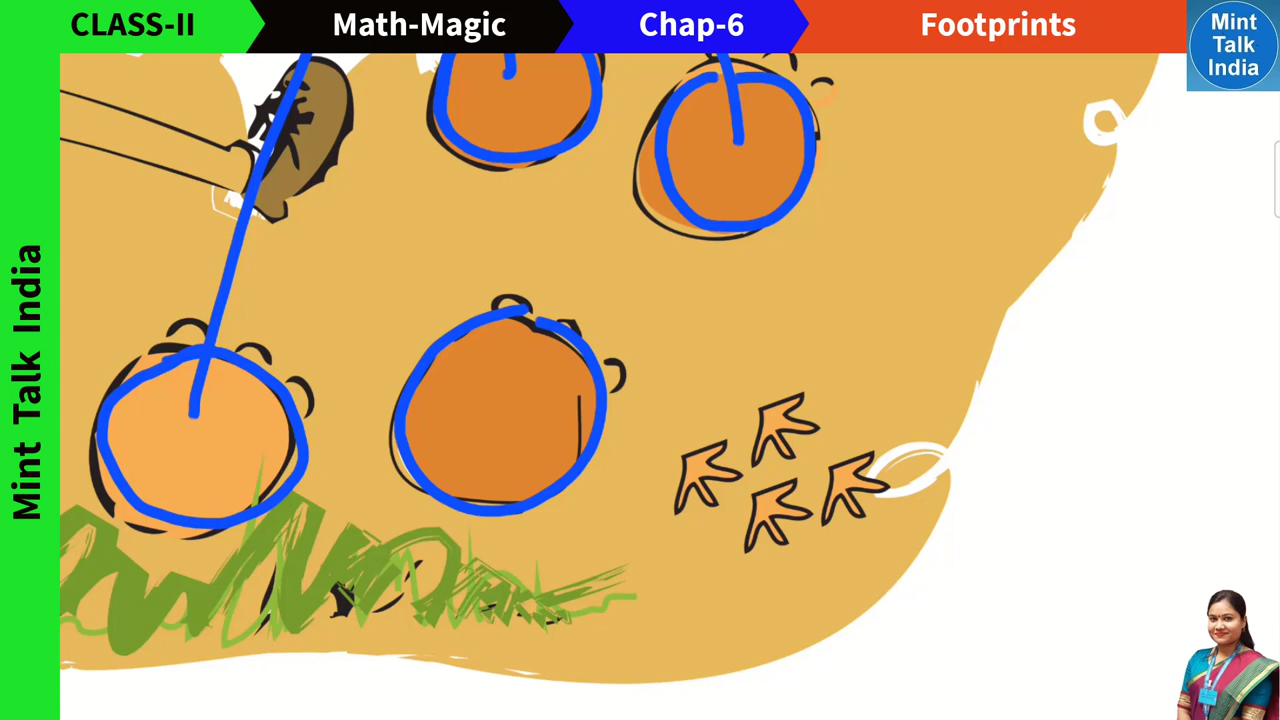 CLASS-II Math-Magic Chap-6 Footprints
Mint
Talk
India
Mint Talk India